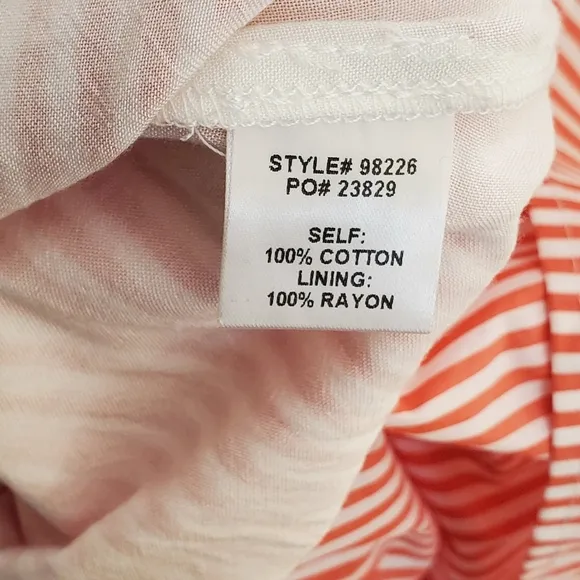 STYLE# 98226
PO# 23829
SELF:
100% COTTON
LINING:
100% RAYON